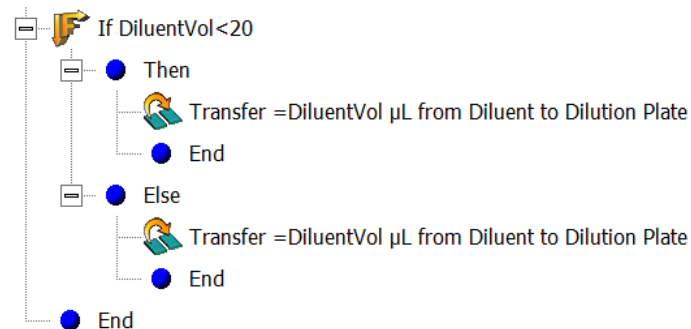 If DiluentVol<20
Then
Transfer =DiluentVol µL from Diluent to Dilution Plate
End
Else
Transfer =DiluentVol µL from Diluent to Dilution Plate
End
End